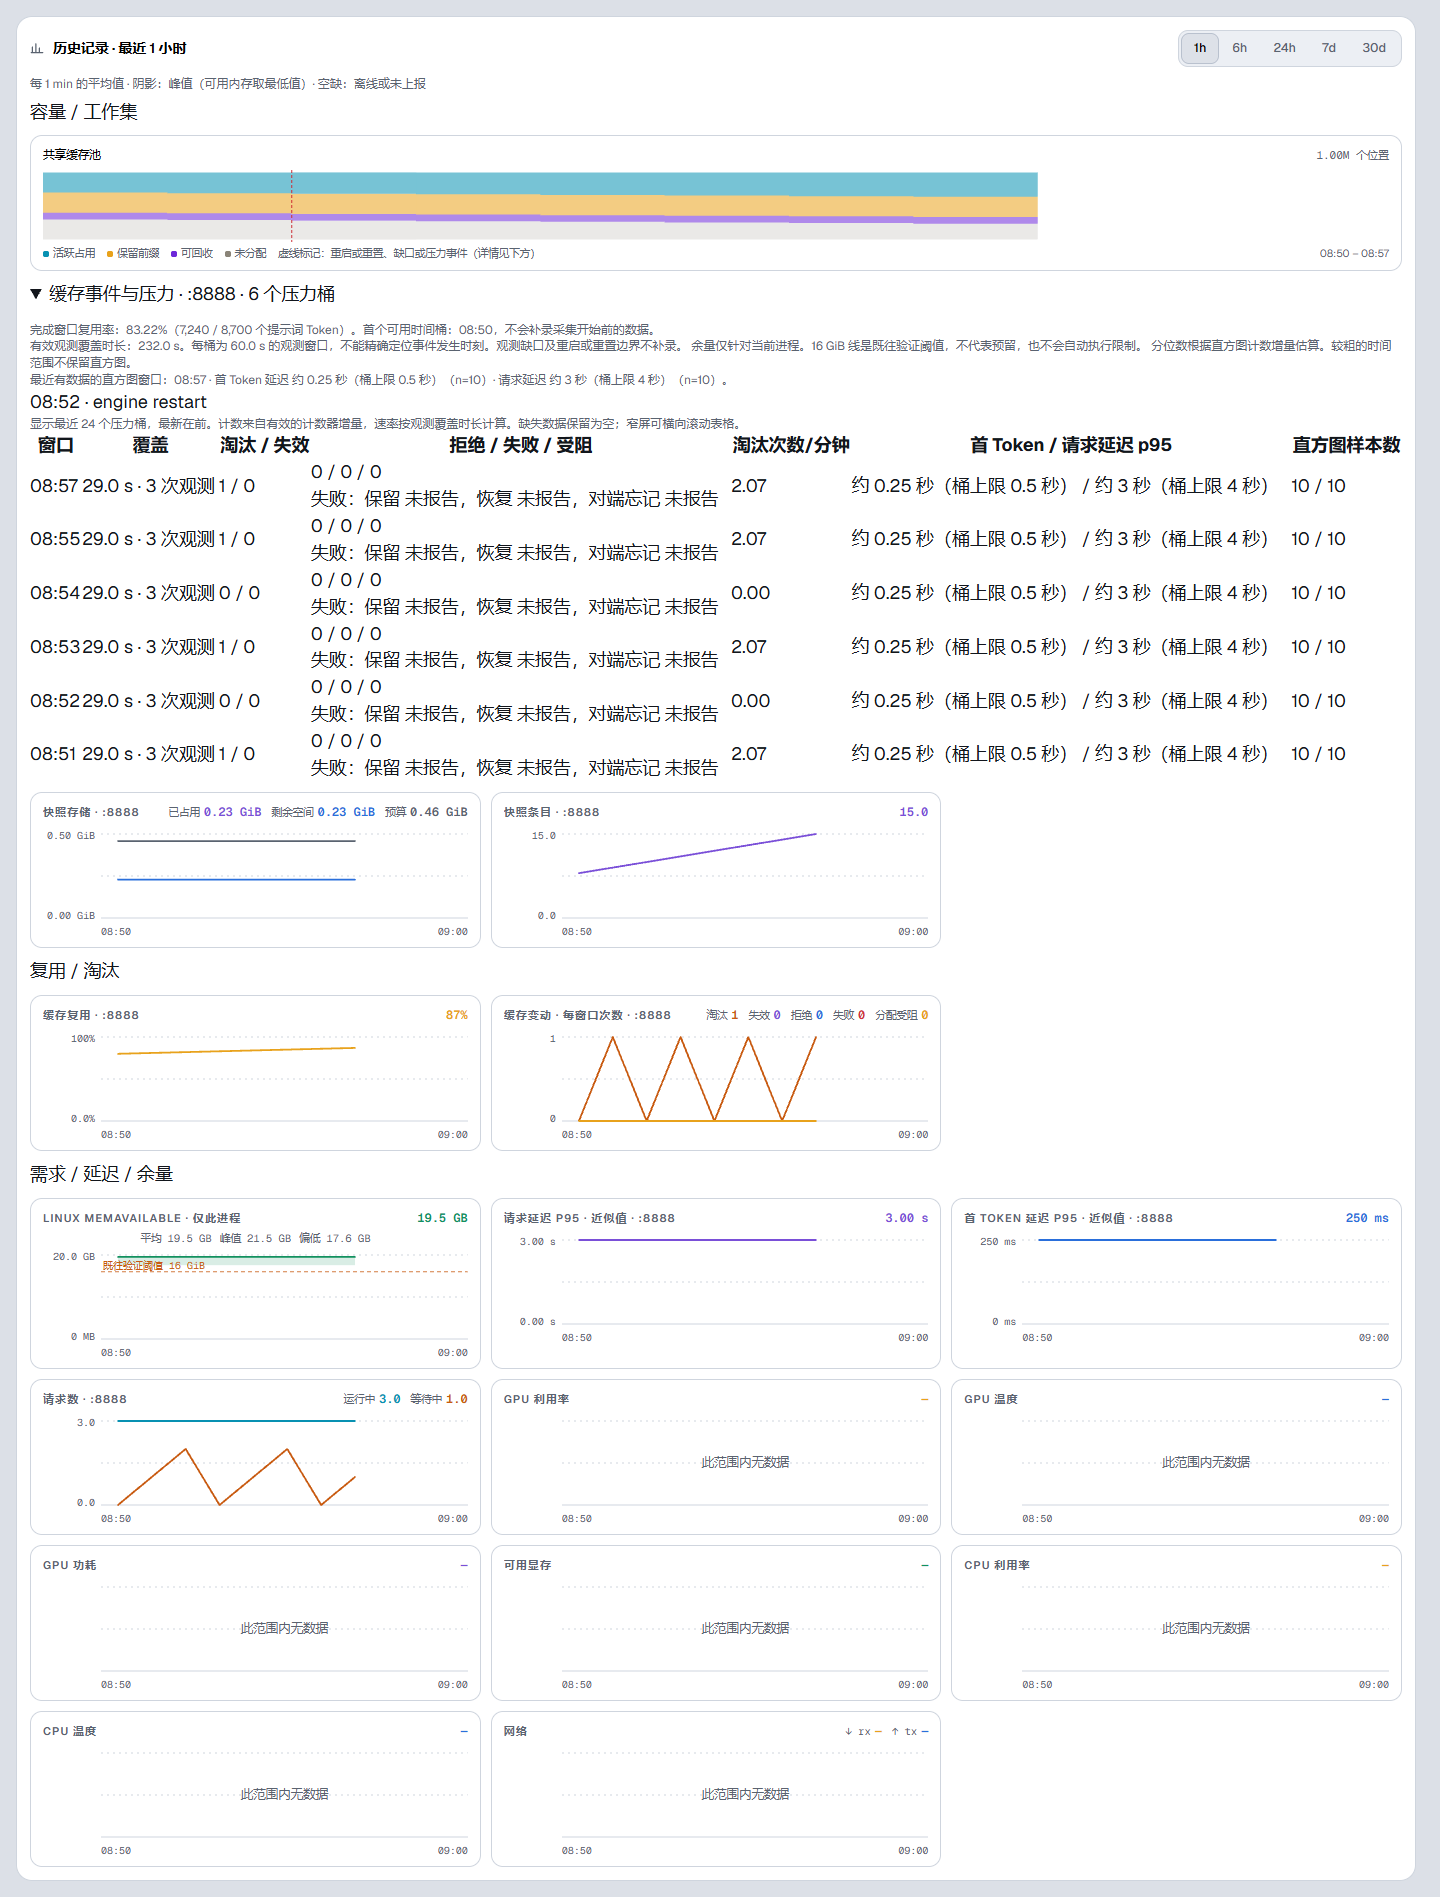 历史记录 · 最近 1 小时
1h 6h 24h 7d 30d
每 1 min 的平均值 · 阴影：峰值（可用内存取最低值） · 空缺：离线或未上报
容量 / 工作集
共享缓存池
1.00M 个位置
活跃占用 保留前缀 可回收 未分配 虚线标记：重启或重置、缺口或压力事件（详情见下方）
08:50 – 08:57
▼ 缓存事件与压力 · :8888 · 6 个压力桶
完成窗口复用率：83.22%（7,240 / 8,700 个提示词 Token）。首个可用时间桶：08:50，不会补录采集开始前的数据。
有效观测覆盖时长：232.0 s。每桶为 60.0 s 的观测窗口，不能精确定位事件发生时刻。观测缺口及重启或重置边界不补录。 余量仅针对当前进程。16 GiB 线是既往验证阈值，不代表预留，也不会自动执行限制。 分位数根据直方图计数增量估算。较粗的时间
范围不保留直方图。
最近有数据的直方图窗口：08:57 · 首 Token 延迟 约 0.25 秒（桶上限 0.5 秒）（n=10） · 请求延迟 约 3 秒（桶上限 4 秒）（n=10）。
08:52 · engine restart
显示最近 24 个压力桶，最新在前。计数来自有效的计数器增量，速率按观测覆盖时长计算。缺失数据保留为空；窄屏可横向滚动表格。
窗口 覆盖 淘汰 / 失效 拒绝 / 失败 / 受阻 淘汰次数/分钟 首 Token / 请求延迟 p95 直方图样本数
08:57 29.0 s · 3 次观测 1 / 0 0 / 0 / 0
失败：保留 未报告，恢复 未报告，对端忘记 未报告 2.07 约 0.25 秒（桶上限 0.5 秒） / 约 3 秒（桶上限 4 秒） 10 / 10
08:55 29.0 s · 3 次观测 1 / 0 0 / 0 / 0
失败：保留 未报告，恢复 未报告，对端忘记 未报告 2.07 约 0.25 秒（桶上限 0.5 秒） / 约 3 秒（桶上限 4 秒） 10 / 10
08:54 29.0 s · 3 次观测 0 / 0 0 / 0 / 0
失败：保留 未报告，恢复 未报告，对端忘记 未报告 0.00 约 0.25 秒（桶上限 0.5 秒） / 约 3 秒（桶上限 4 秒） 10 / 10
08:53 29.0 s · 3 次观测 1 / 0 0 / 0 / 0
失败：保留 未报告，恢复 未报告，对端忘记 未报告 2.07 约 0.25 秒（桶上限 0.5 秒） / 约 3 秒（桶上限 4 秒） 10 / 10
08:52 29.0 s · 3 次观测 0 / 0 0 / 0 / 0
失败：保留 未报告，恢复 未报告，对端忘记 未报告 0.00 约 0.25 秒（桶上限 0.5 秒） / 约 3 秒（桶上限 4 秒） 10 / 10
08:51 29.0 s · 3 次观测 1 / 0 0 / 0 / 0
失败：保留 未报告，恢复 未报告，对端忘记 未报告 2.07 约 0.25 秒（桶上限 0.5 秒） / 约 3 秒（桶上限 4 秒） 10 / 10
快照存储 · :8888 已占用 0.23 GiB 剩余空间 0.23 GiB 预算 0.46 GiB
0.50 GiB
0.00 GiB
08:50 09:00
快照条目 · :8888 15.0
15.0
0.0
08:50 09:00
复用 / 淘汰
缓存复用 · :8888 87%
100%
0.0%
08:50 09:00
缓存变动 · 每窗口次数 · :8888 淘汰 1 失效 0 拒绝 0 失败 0 分配受阻 0
1
0
08:50 09:00
需求 / 延迟 / 余量
LINUX MEMAVAILABLE · 仅此进程 19.5 GB
平均 19.5 GB 峰值 21.5 GB 偏低 17.6 GB
20.0 GB
既往验证阈值 16 GiB
0 MB
08:50 09:00
请求延迟 P95 · 近似值 · :8888 3.00 s
3.00 s
0.00 s
08:50 09:00
首 TOKEN 延迟 P95 · 近似值 · :8888 250 ms
250 ms
0 ms
08:50 09:00
请求数 · :8888 运行中 3.0 等待中 1.0
3.0
0.0
08:50 09:00
GPU 利用率 –
此范围内无数据
08:50 09:00
GPU 温度 –
此范围内无数据
08:50 09:00
GPU 功耗 –
此范围内无数据
08:50 09:00
可用显存 –
此范围内无数据
08:50 09:00
CPU 利用率 –
此范围内无数据
08:50 09:00
CPU 温度 –
此范围内无数据
08:50 09:00
网络 ↓ rx – ↑ tx –
此范围内无数据
08:50 09:00